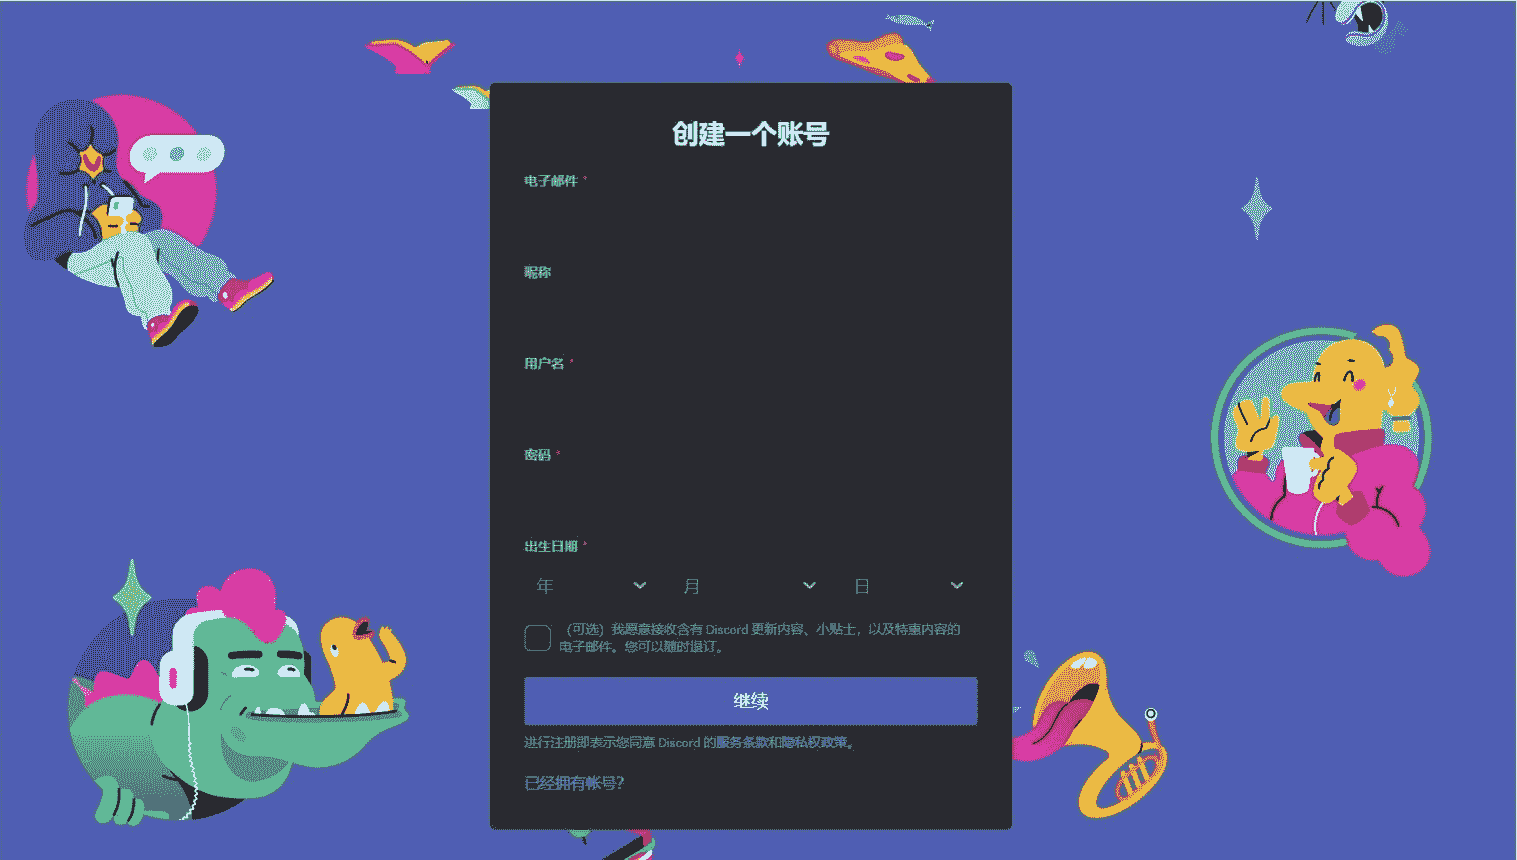 创建一个账号
电子邮件 *
昵称
用户名 *
密码 *
出生日期 *
年 月 日
（可选）我愿意接收含有 Discord 更新内容、小贴士，以及特重内容的
电子邮件。您可以随时退订。
继续
进行注册即表示您同意 Discord 的服务条款和隐私权政策。
已经拥有帐号？